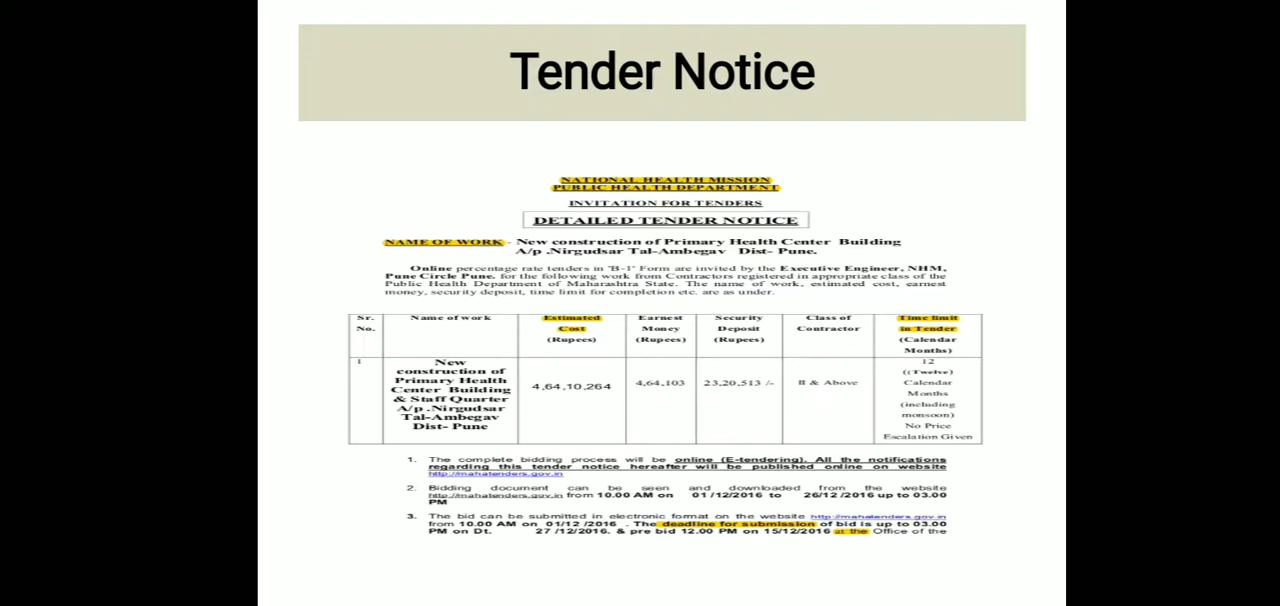 Tender Notice
NATIONAL HEALTH MISSION
PUBLIC HEALTH DEPARTMENT
INVITATION FOR TENDERS
DETAILED TENDER NOTICE
NAME OF WORK - New construction of Primary Health Center Building
A/p .Nirgudsar Tal-Ambegav Dist- Pune.
Online percentage rate tenders in 'B-1' Form are invited by the Executive Engineer, NHM,
Pune Circle Pune. for the following work from Contractors registered in appropriate class of the
Public Health Department of Maharashtra State. The name of work, estimated cost, earnest
money, security deposit, time limit for completion etc. are as under.
Sr. No. Name of work Estimated Cost (Rupees) Earnest Money (Rupees) Security Deposit (Rupees) Class of Contractor Time limit in Tender (Calendar Months)
1
New
construction of
Primary Health
Center Building
& Staff Quarter
A/p .Nirgudsar
Tal-Ambegav
Dist- Pune
4,64,10,264
4,64,103
23,20,513 /-
II & Above
12
((Twelve)
Calendar
Months
(including
monsoon)
No Price
Escalation Given
1. The complete bidding process will be online (E-tendering). All the notifications
regarding this tender notice hereafter will be published online on website
http://mahatenders.gov.in
2. Bidding document can be seen and downloaded from the website
http://mahatenders.gov.in from 10.00 AM on 01 /12/2016 to 26/12 /2016 up to 03.00
PM
3. The bid can be submitted in electronic format on the website http://mahatenders.gov.in
from 10.00 AM on 01/12 /2016 . The deadline for submission of bid is up to 03.00
PM on Dt. 27 /12/2016. & pre bid 12.00 PM on 15/12/2016 at the Office of the